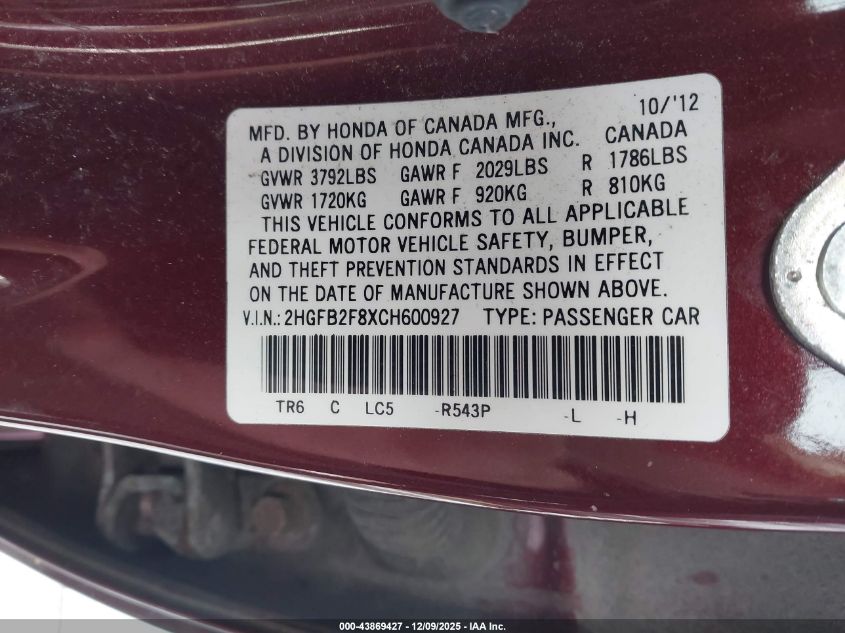 10/'12
MFD. BY HONDA OF CANADA MFG.,
A DIVISION OF HONDA CANADA INC. CANADA
GVWR 3792LBS GAWR F 2029LBS R 1786LBS
GVWR 1720KG GAWR F 920KG R 810KG
THIS VEHICLE CONFORMS TO ALL APPLICABLE
FEDERAL MOTOR VEHICLE SAFETY, BUMPER,
AND THEFT PREVENTION STANDARDS IN EFFECT
ON THE DATE OF MANUFACTURE SHOWN ABOVE.
V.I.N.: 2HGFB2F8XCH600927 TYPE: PASSENGER CAR
TR6 C LC5 -R543P -L -H
000-43869427 - 12/09/2025 - IAA Inc.